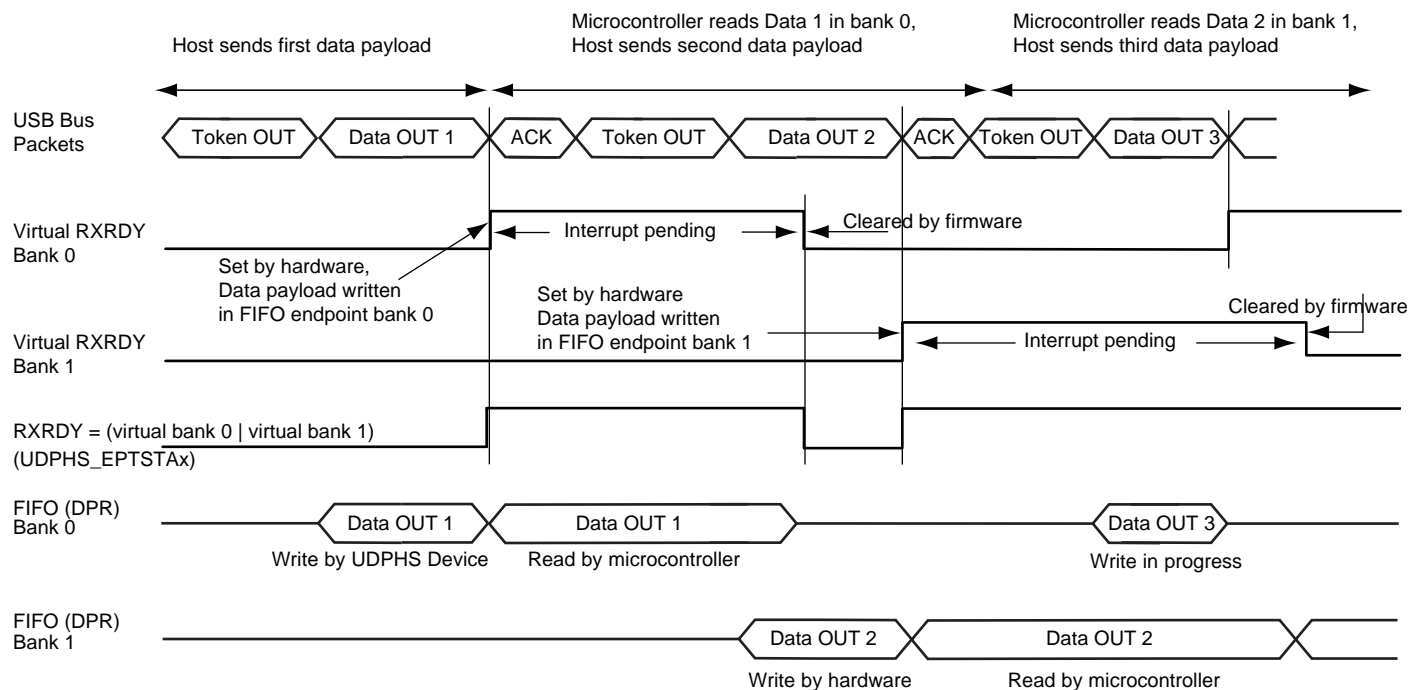 Host sends first data payload
Microcontroller reads Data 1 in bank 0,
Host sends second data payload
Microcontroller reads Data 2 in bank 1,
Host sends third data payload
USB Bus
Packets
Token OUT
Data OUT 1
ACK
Token OUT
Data OUT 2
ACK
Token OUT
Data OUT 3
Virtual RXRDY
Bank 0
Interrupt pending
Cleared by firmware
Set by hardware,
Data payload written
in FIFO endpoint bank 0
Set by hardware
Data payload written
in FIFO endpoint bank 1
Cleared by firmware
Virtual RXRDY
Bank 1
Interrupt pending
RXRDY = (virtual bank 0 | virtual bank 1)
(UDPHS_EPTSTAx)
FIFO (DPR)
Bank 0
Data OUT 1
Data OUT 1
Data OUT 3
Write by UDPHS Device
Read by microcontroller
Write in progress
FIFO (DPR)
Bank 1
Data OUT 2
Data OUT 2
Write by hardware
Read by microcontroller